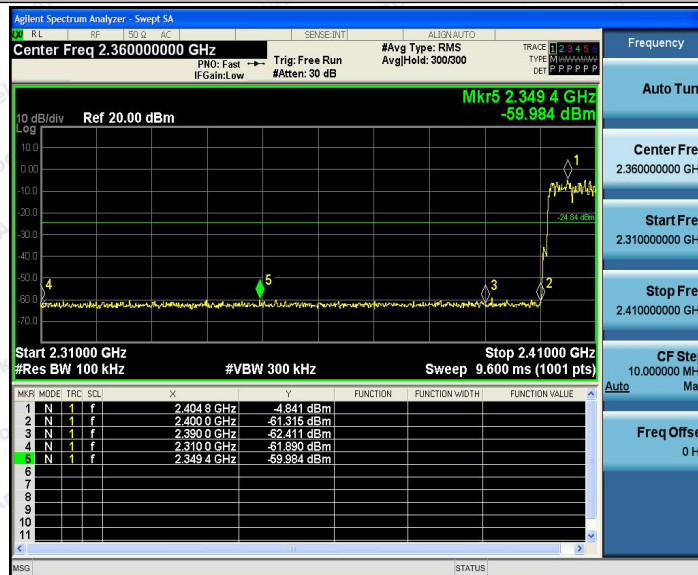 Agilent Spectrum Analyzer - Swept SA
LXI RL RF 50 Ω AC SENSE:INT ALIGN AUTO
Center Freq 2.360000000 GHz
PNO: Fast
IFGain:Low
Trig: Free Run
#Atten: 30 dB
#Avg Type: RMS
Avg|Hold: 300/300
TRACE 1 2 3 4 5 6
TYPE M
DET P P P P P P
Mkr5 2.349 4 GHz
-59.984 dBm
10 dB/div Ref 20.00 dBm
Log
10.0
0.00
-10.0
-20.0
-30.0
-40.0
-50.0
-60.0
-70.0
-24.84 dBm
1
2
3
4
5
Start 2.31000 GHz
Stop 2.41000 GHz
#Res BW 100 kHz
#VBW 300 kHz
Sweep 9.600 ms (1001 pts)
MKR MODE TRC SCL X Y FUNCTION FUNCTION WIDTH FUNCTION VALUE
1 N 1 f 2.404 8 GHz -4.841 dBm
2 N 1 f 2.400 0 GHz -61.315 dBm
3 N 1 f 2.390 0 GHz -62.411 dBm
4 N 1 f 2.310 0 GHz -61.890 dBm
5 N 1 f 2.349 4 GHz -59.984 dBm
6
7
8
9
10
11
MSG
STATUS
Frequency
Auto Tun
Center Fre
2.360000000 GH
Start Fre
2.310000000 GH
Stop Fre
2.410000000 GH
CF Ste
10.000000 MH
Auto Ma
Freq Offse
0 H